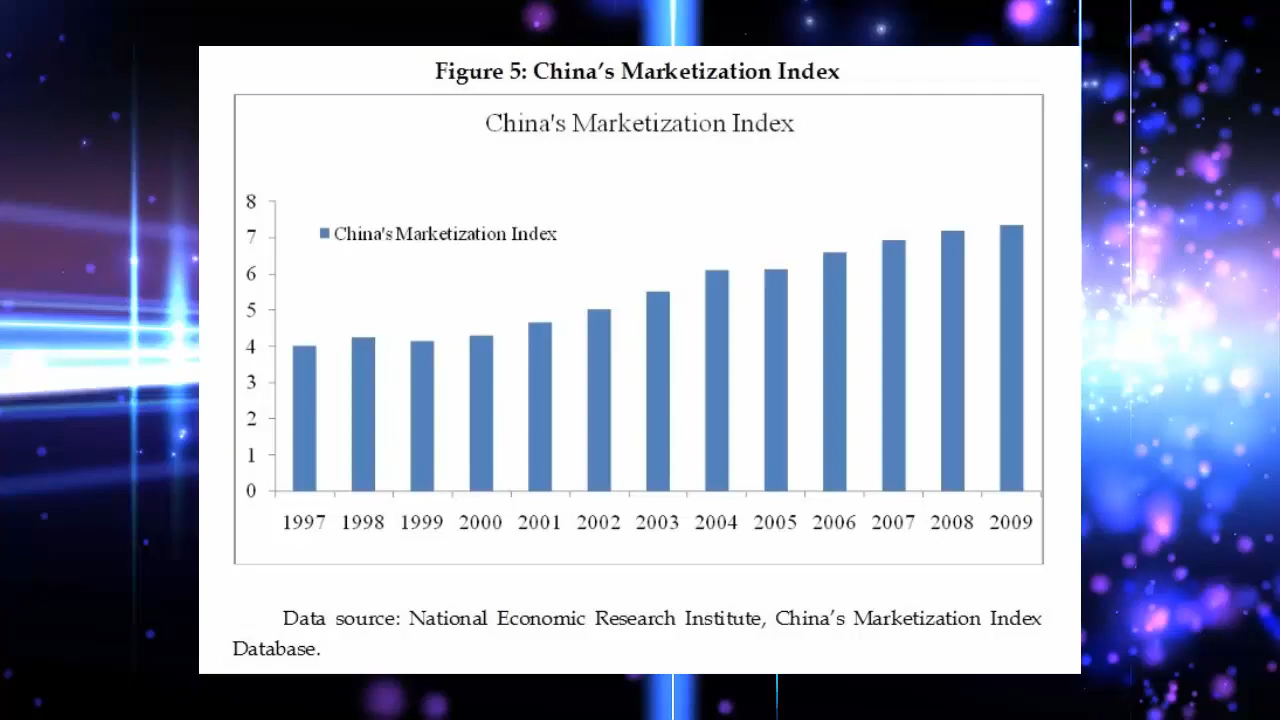 Figure 5: China’s Marketization Index
China's Marketization Index
8
China's Marketization Index
7
6
5
4
3
2
1
0
1997 1998 1999 2000 2001 2002 2003 2004 2005 2006 2007 2008 2009
Data source: National Economic Research Institute, China’s Marketization Index
Database.